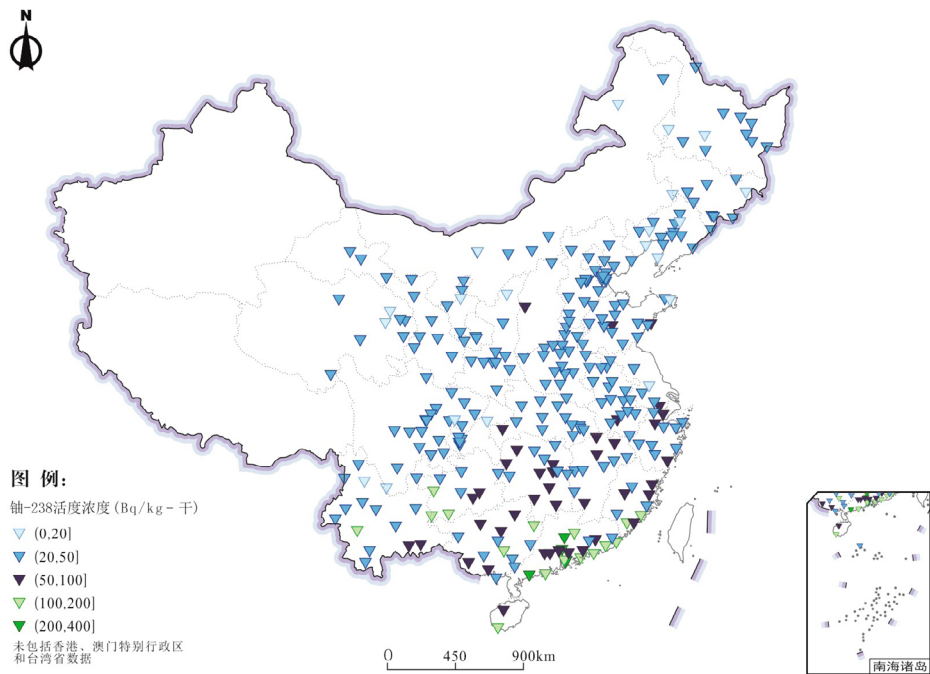 N
图 例：
铀-238活度浓度(Bq/kg-干)
(0,20]
(20,50]
(50,100]
(100,200]
(200,400]
未包括香港、澳门特别行政区
和台湾省数据
0 450 900km
南海诸岛